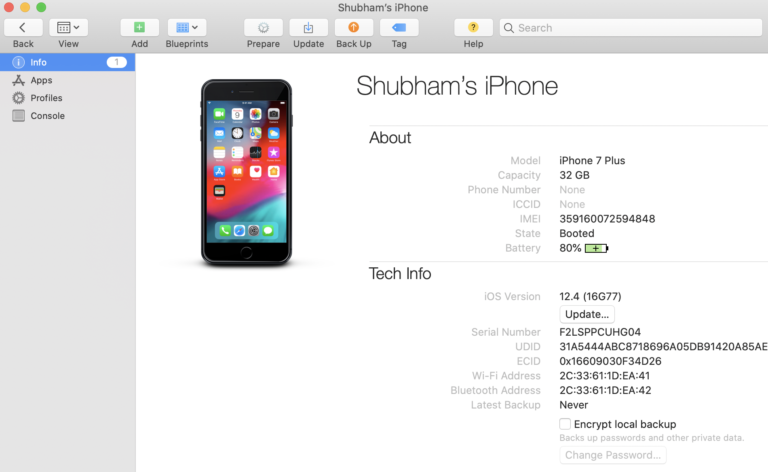 Shubham's iPhone
Back View Add Blueprints Prepare Update Back Up Tag Help Search
Info 1
Apps
Profiles
Console
Shubham's iPhone
About
Model iPhone 7 Plus
Capacity 32 GB
Phone Number None
ICCID None
IMEI 359160072594848
State Booted
Battery 80%
Tech Info
iOS Version 12.4 (16G77)
Update...
Serial Number F2LSPPCUHG04
UDID 31A5444ABC8718696A05DB91420A85AE
ECID 0x16609030F34D26
Wi-Fi Address 2C:33:61:1D:EA:41
Bluetooth Address 2C:33:61:1D:EA:42
Latest Backup Never
Encrypt local backup
Backs up passwords and other private data.
Change Password...